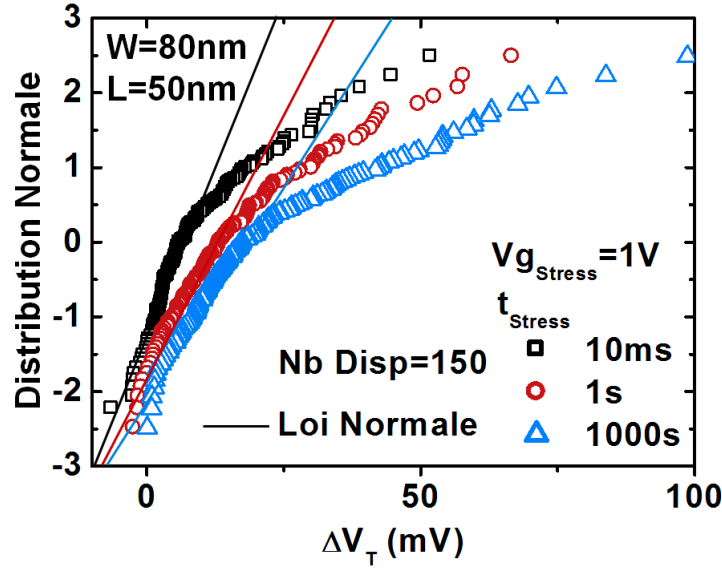 3
2
1
0
-1
-2
-3
Distribution Normale
W=80nm
L=50nm
Vg_Stress=1V
t_Stress
10ms
1s
1000s
Nb Disp=150
Loi Normale
0
50
100
ΔV_T (mV)